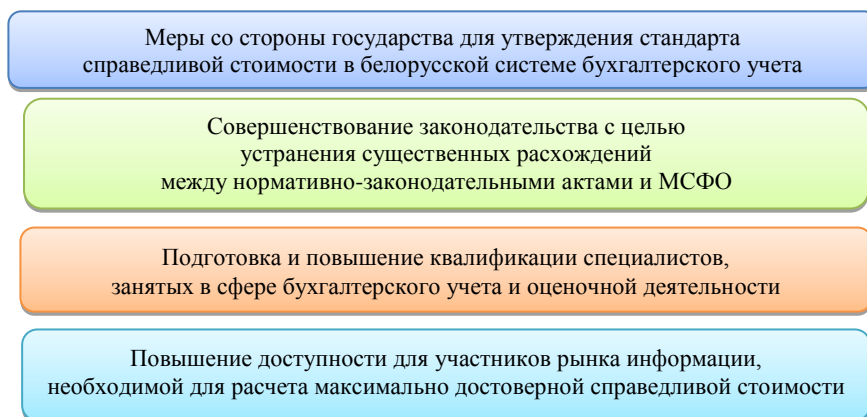 Меры со стороны государства для утверждения стандарта
справедливой стоимости в белорусской системе бухгалтерского учета
Совершенствование законодательства с целью
устранения существенных расхождений
между нормативно-законодательными актами и МСФО
Подготовка и повышение квалификации специалистов,
занятых в сфере бухгалтерского учета и оценочной деятельности
Повышение доступности для участников рынка информации,
необходимой для расчета максимально достоверной справедливой стоимости